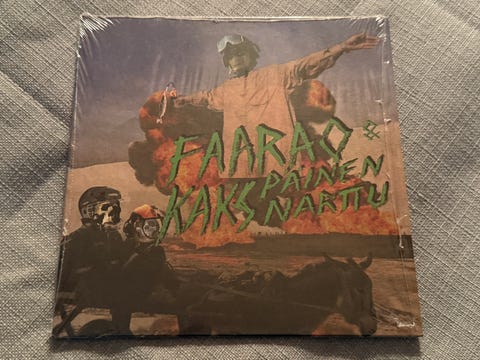 FAARAO &
KAKSPÄINEN
NARTTU